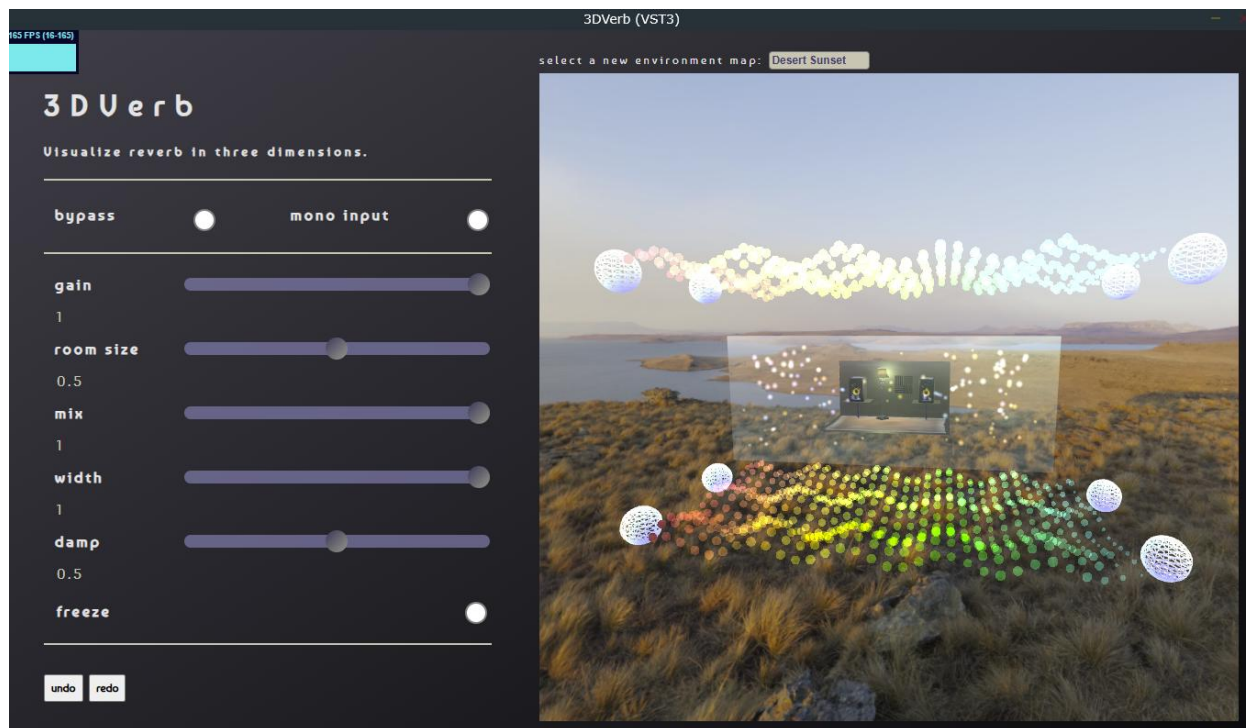 3DVerb (VST3)
165 FPS (16-165)
select a new environment map: Desert Sunset
3DVerb
Visualize reverb in three dimensions.
bypass mono input
gain
1
room size
0.5
mix
1
width
1
damp
0.5
freeze
undo redo